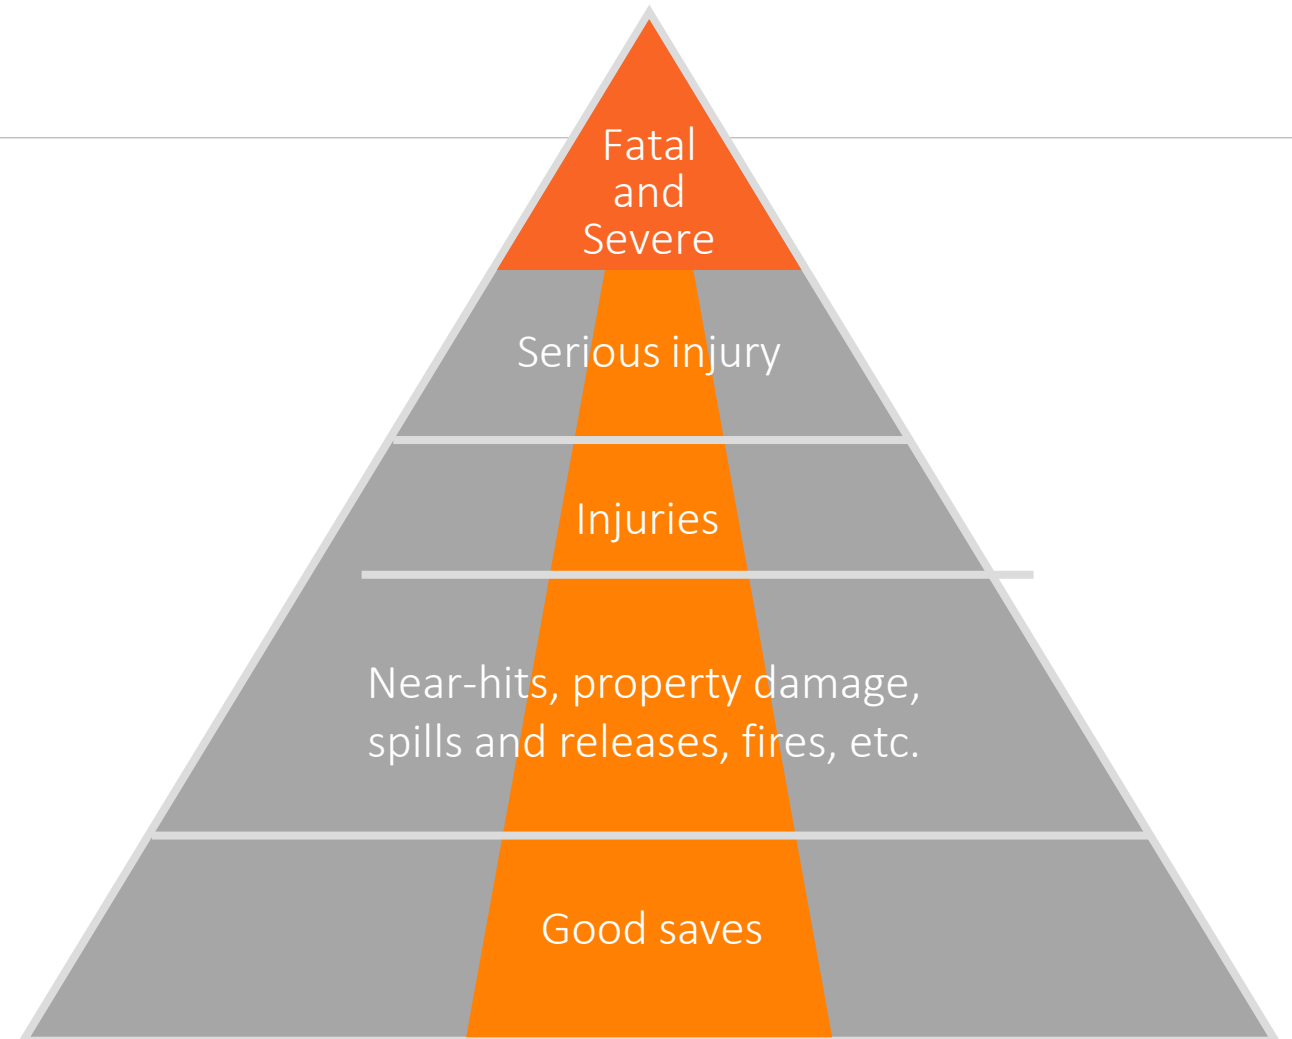 Fatal
and
Severe
Serious injury
Injuries
Near-hits, property damage,
spills and releases, fires, etc.
Good saves